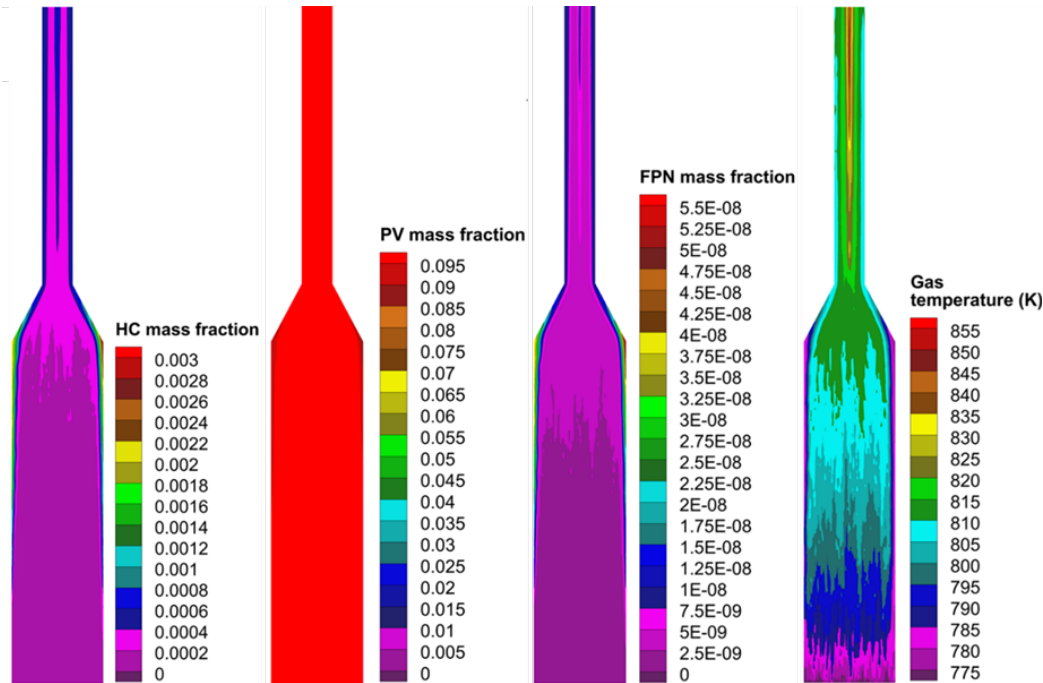 HC mass fraction
0.003
0.0028
0.0026
0.0024
0.0022
0.002
0.0018
0.0016
0.0014
0.0012
0.001
0.0008
0.0006
0.0004
0.0002
0
PV mass fraction
0.095
0.09
0.085
0.08
0.075
0.07
0.065
0.06
0.055
0.05
0.045
0.04
0.035
0.03
0.025
0.02
0.015
0.01
0.005
0
FPN mass fraction
5.5E-08
5.25E-08
5E-08
4.75E-08
4.5E-08
4.25E-08
4E-08
3.75E-08
3.5E-08
3.25E-08
3E-08
2.75E-08
2.5E-08
2.25E-08
2E-08
1.75E-08
1.5E-08
1.25E-08
1E-08
7.5E-09
5E-09
2.5E-09
0
Gas
temperature (K)
855
850
845
840
835
830
825
820
815
810
805
800
795
790
785
780
775